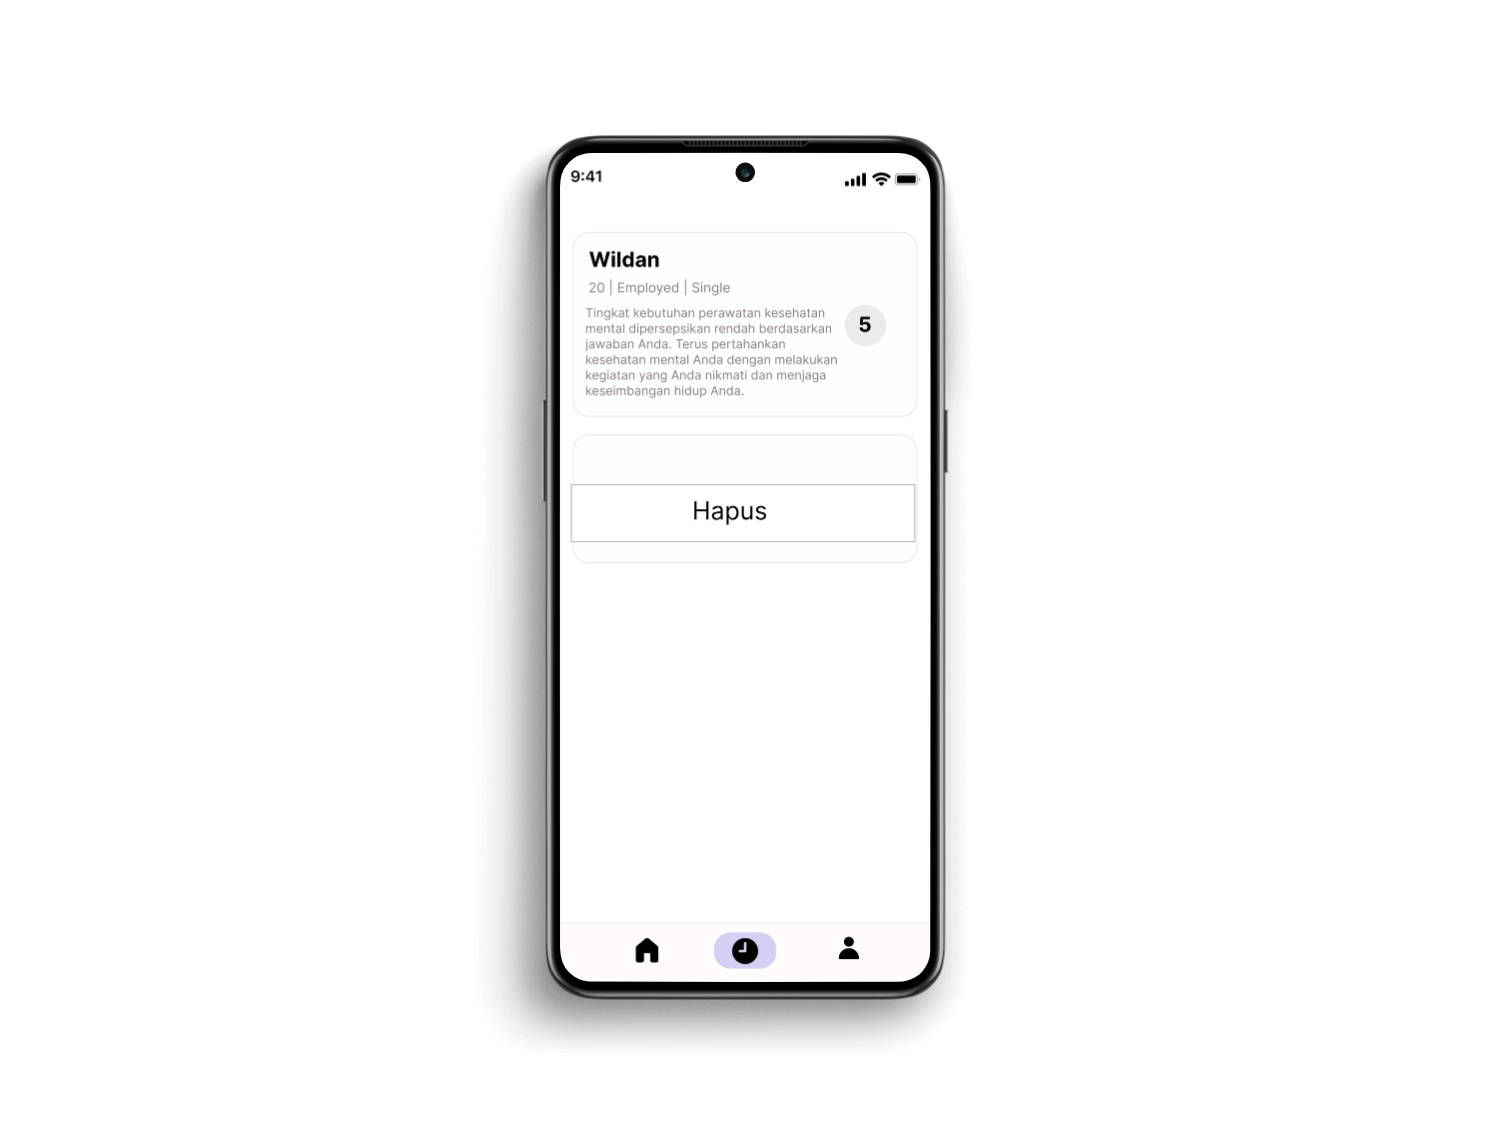 9:41
Wildan
20 | Employed | Single
Tingkat kebutuhan perawatan kesehatan
mental dipersepsikan rendah berdasarkan
jawaban Anda. Terus pertahankan
kesehatan mental Anda dengan melakukan
kegiatan yang Anda nikmati dan menjaga
keseimbangan hidup Anda.
5
Hapus